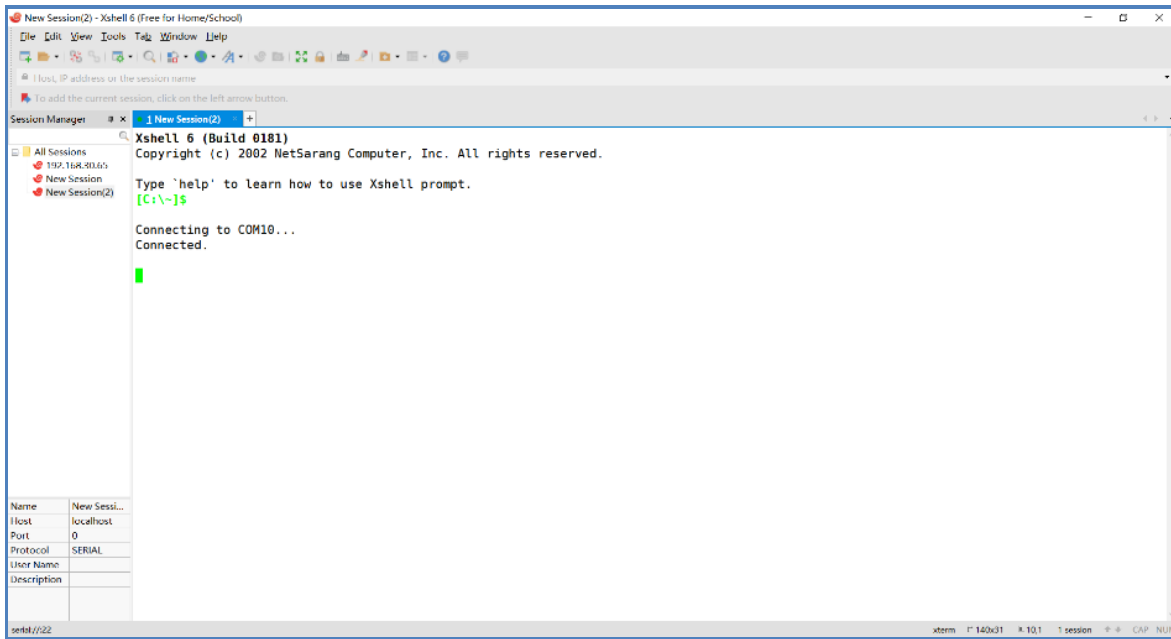 New Session(2) - Xshell 6 (Free for Home/School)
File Edit View Tools Tab Window Help
Host, IP address or the session name
To add the current session, click on the left arrow button.
Session Manager
1 New Session(2)
All Sessions
192.168.30.65
New Session
New Session(2)
Xshell 6 (Build 0181)
Copyright (c) 2002 NetSarang Computer, Inc. All rights reserved.
Type `help' to learn how to use Xshell prompt.
[C:\~]$
Connecting to COM10...
Connected.
Name New Sessi...
Host localhost
Port 0
Protocol SERIAL
User Name
Description
serial://:22
xterm 140x31 10,1 1 session CAP NU